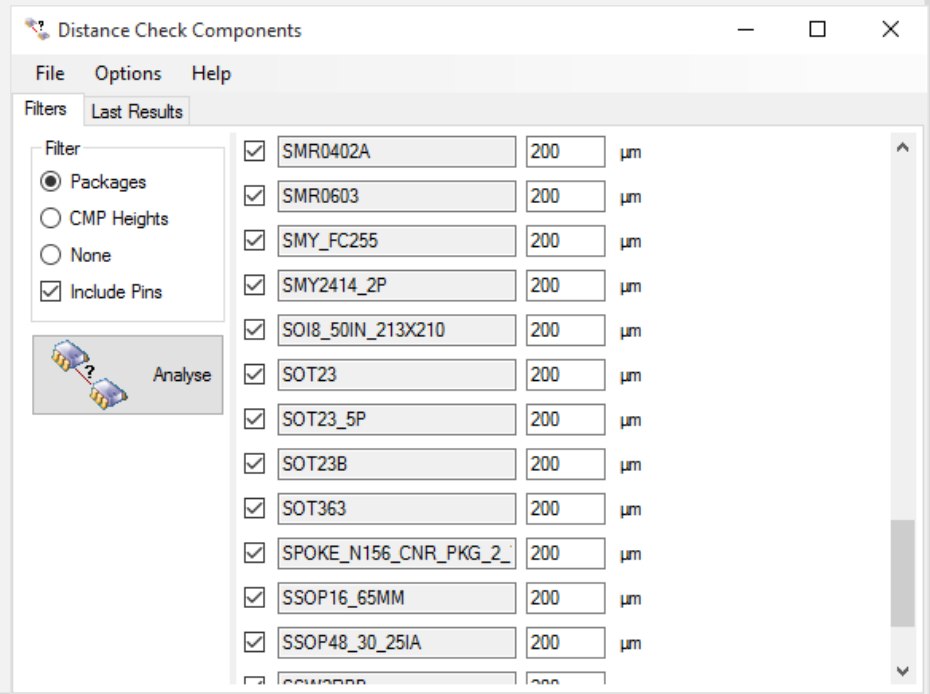 Distance Check Components
File Options Help
Filters Last Results
Filter
Packages
CMP Heights
None
Include Pins
? Analyse
SMR0402A 200 µm
SMR0603 200 µm
SMY_FC255 200 µm
SMY2414_2P 200 µm
SOI8_50IN_213X210 200 µm
SOT23 200 µm
SOT23_5P 200 µm
SOT23B 200 µm
SOT363 200 µm
SPOKE_N156_CNR_PKG_2_ 200 µm
SSOP16_65MM 200 µm
SSOP48_30_25IA 200 µm
200